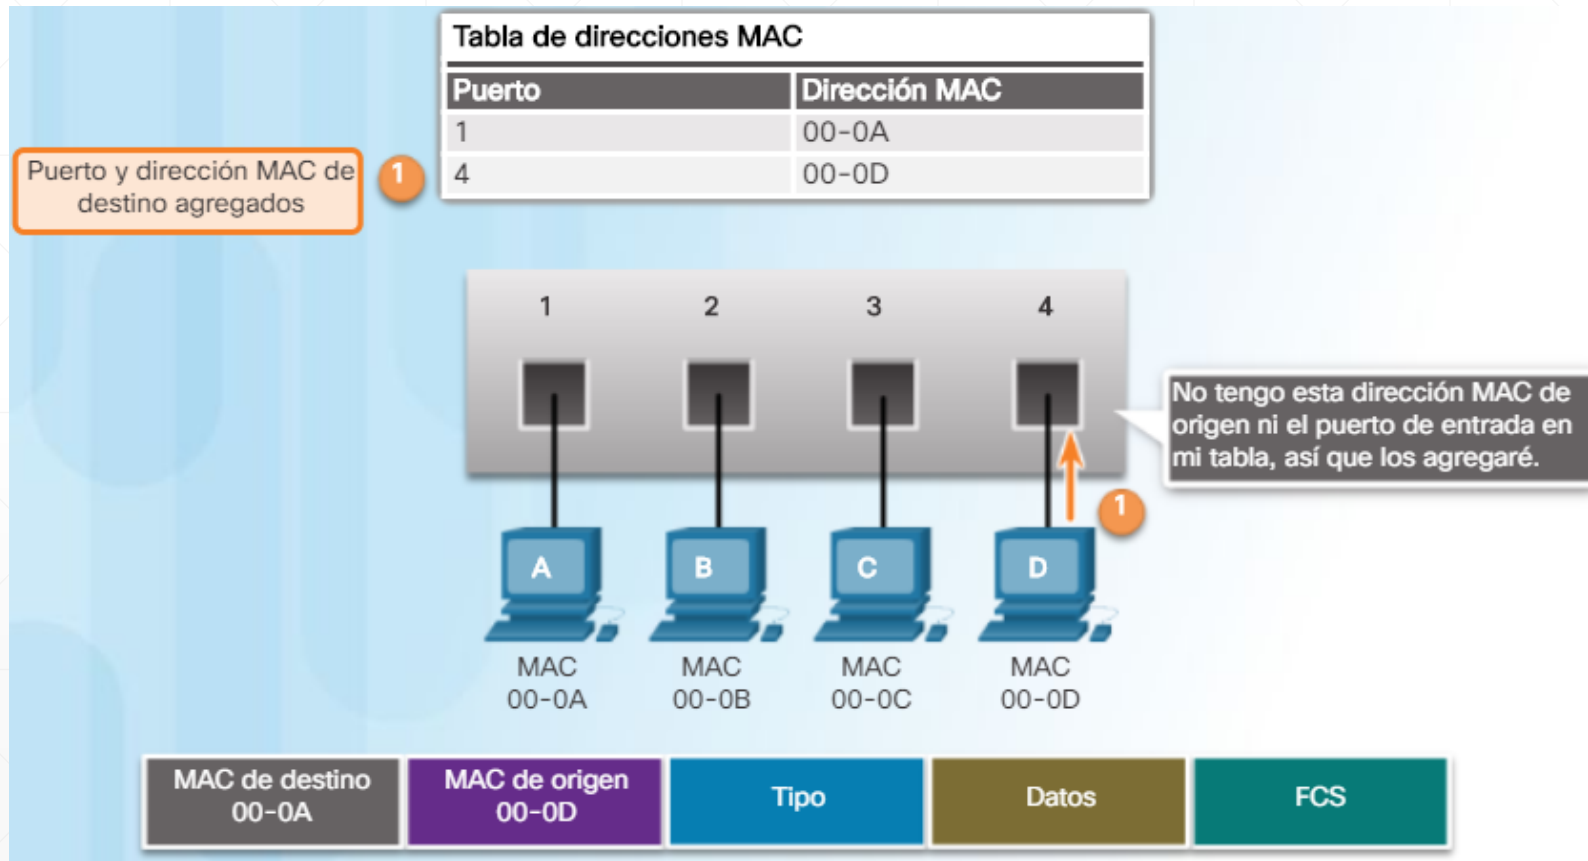 Tabla de direcciones MAC
Puerto Dirección MAC
1 00-0A
4 00-0D
Puerto y dirección MAC de
destino agregados
1
1 2 3 4
No tengo esta dirección MAC de
origen ni el puerto de entrada en
mi tabla, así que los agregaré.
1
A B C D
MAC MAC MAC MAC
00-0A 00-0B 00-0C 00-0D
MAC de destino
00-0A
MAC de origen
00-0D
Tipo
Datos
FCS